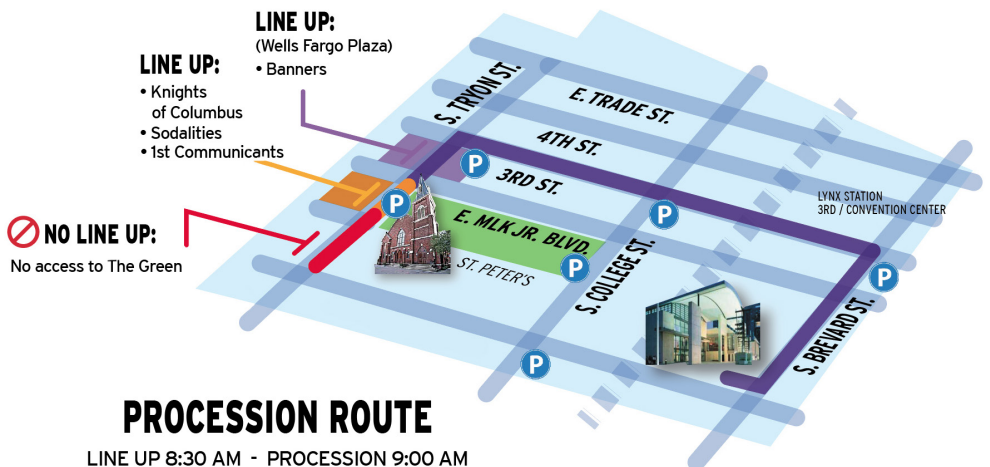 LINE UP:
(Wells Fargo Plaza)
• Banners
LINE UP:
• Knights
of Columbus
• Sodalities
• 1st Communicants
NO LINE UP:
No access to The Green
S. TRYON ST.
E. TRADE ST.
4TH ST.
3RD ST.
E. MLK JR. BLVD.
ST. PETER'S
S. COLLEGE ST.
S. BREVARD ST.
LYNX STATION
3RD / CONVENTION CENTER
P
P
P
P
P
P
PROCESSION ROUTE
LINE UP 8:30 AM - PROCESSION 9:00 AM